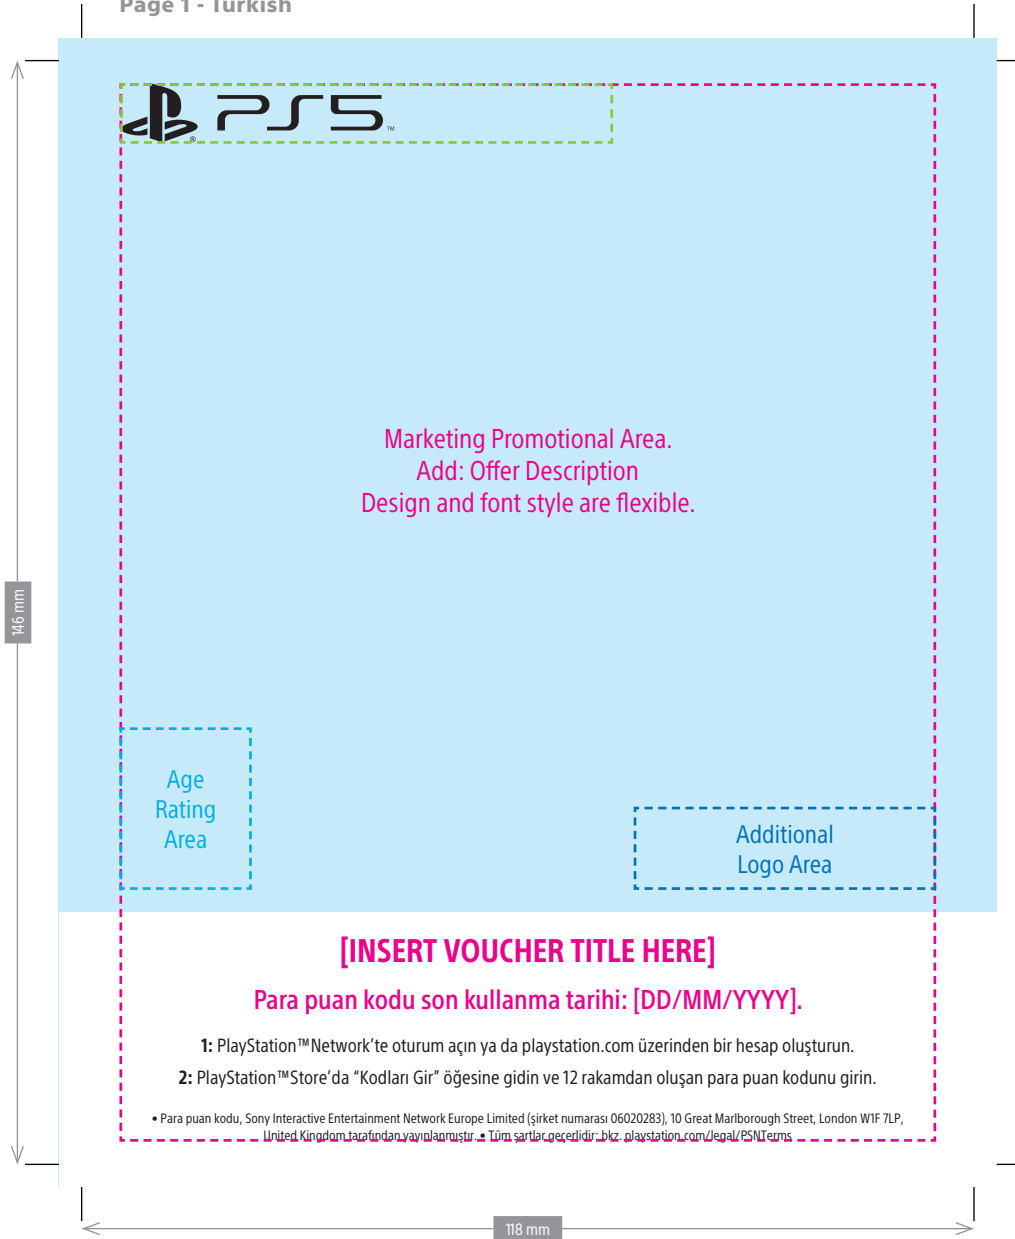 Page 1 - Turkish
PS5 ™
®
Marketing Promotional Area.
Add: Offer Description
Design and font style are flexible.
146 mm
Age
Rating
Area
Additional
Logo Area
[INSERT VOUCHER TITLE HERE]
Para puan kodu son kullanma tarihi: [DD/MM/YYYY].
1: PlayStation™Network’te oturum açın ya da playstation.com üzerinden bir hesap oluşturun.
2: PlayStation™Store’da “Kodları Gir” öğesine gidin ve 12 rakamdan oluşan para puan kodunu girin.
• Para puan kodu, Sony Interactive Entertainment Network Europe Limited (şirket numarası 06020283), 10 Great Marlborough Street, London W1F 7LP,
United Kingdom tarafından yayınlanmıştır. • Tüm şartlar geçerlidir: bkz. playstation.com/legal/PSNTerms
118 mm